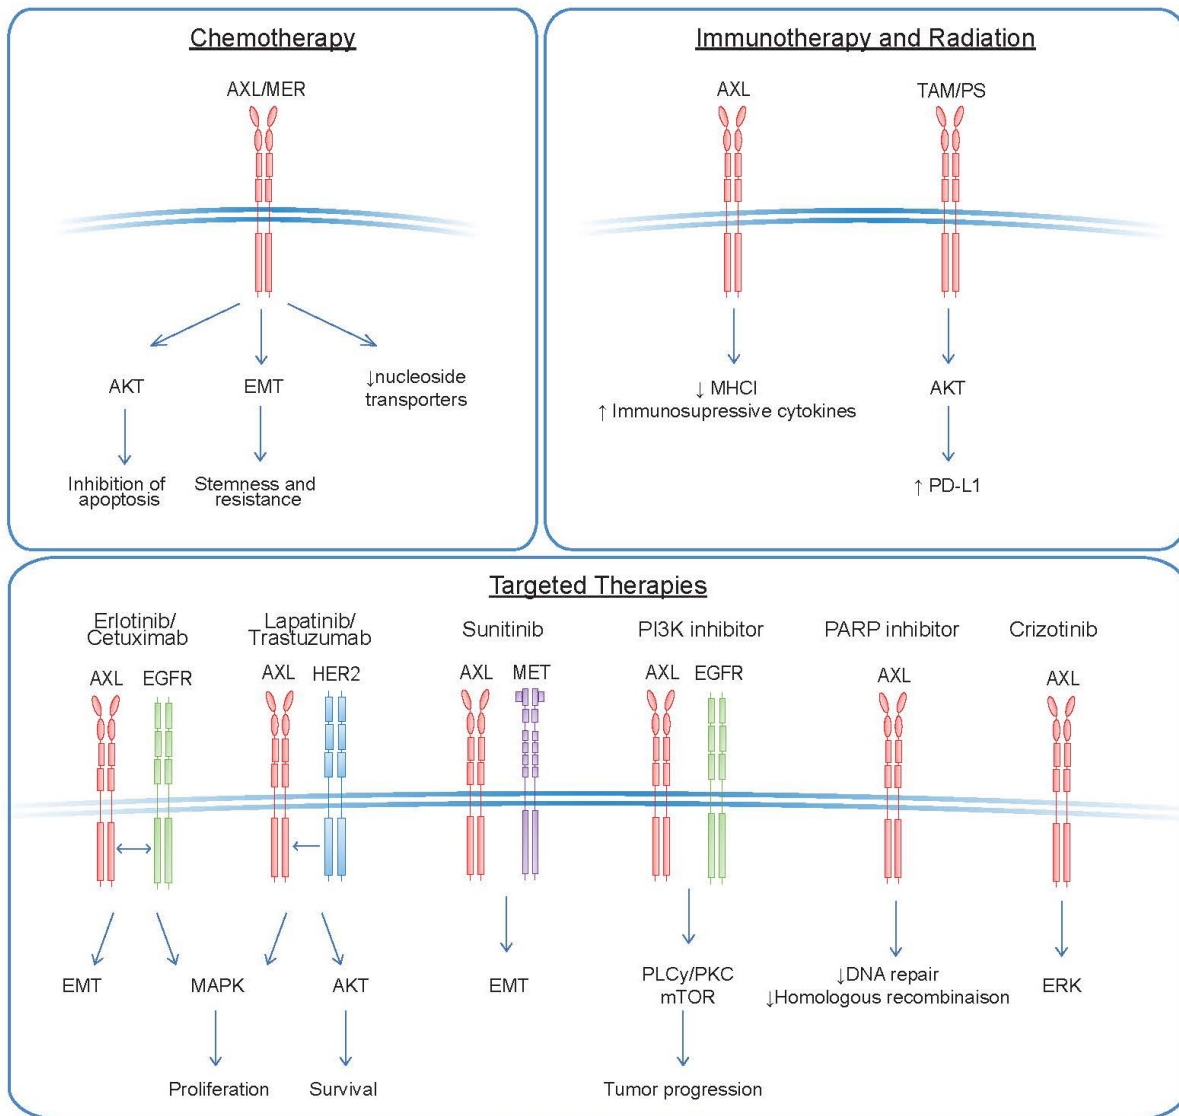 Chemotherapy
AXL/MER
AKT
EMT
↓nucleoside
transporters
Inhibition of
apoptosis
Stemness and
resistance
Immunotherapy and Radiation
AXL
TAM/PS
↓ MHCI
↑ Immunosupressive cytokines
AKT
↑ PD-L1
Targeted Therapies
Erlotinib/
Cetuximab
AXL
EGFR
Lapatinib/
Trastuzumab
AXL
HER2
Sunitinib
AXL
MET
PI3K inhibitor
AXL
EGFR
PARP inhibitor
AXL
Crizotinib
AXL
EMT
MAPK
AKT
EMT
PLCy/PKC
mTOR
↓DNA repair
↓Homologous recombinaison
ERK
Proliferation
Survival
Tumor progression